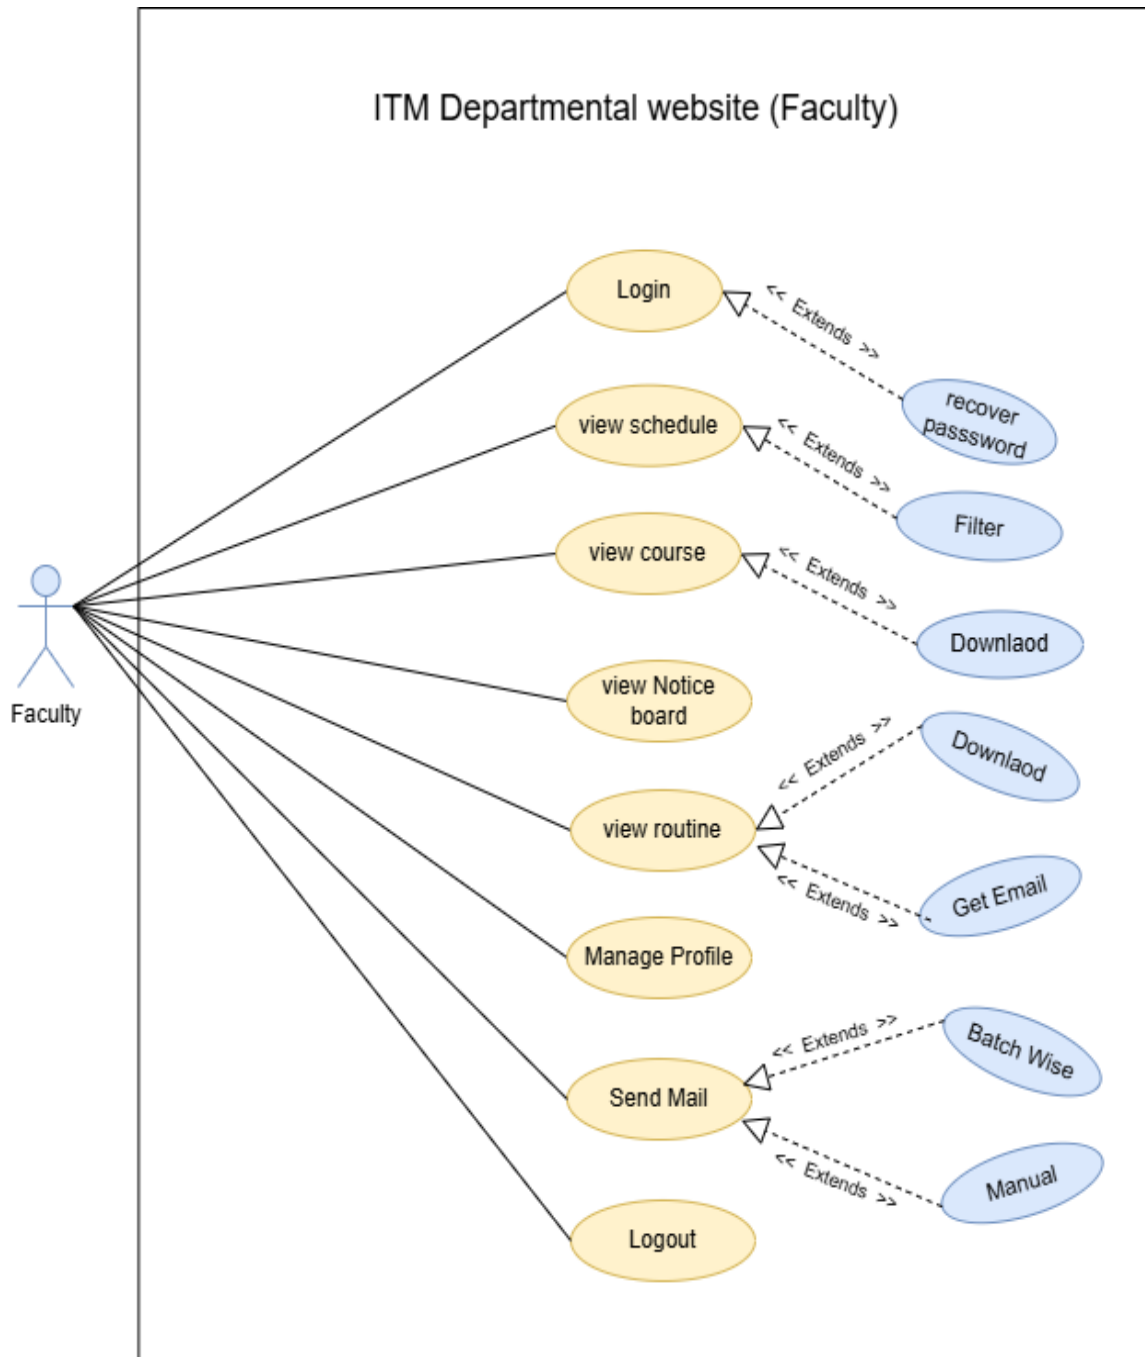 ITM Departmental website (Faculty)
Login
<< Extends >>
recover
passsword
view schedule
<< Extends >>
Filter
view course
<< Extends >>
Downlaod
Faculty
view Notice
board
<< Extends >>
Downlaod
view routine
<< Extends >>
Get Email
Manage Profile
<< Extends >>
Batch Wise
Send Mail
<< Extends >>
Manual
Logout